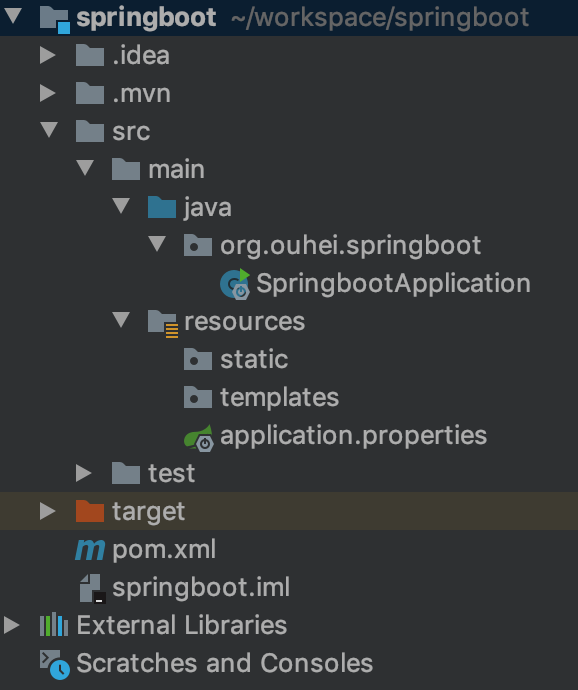 springboot ~/workspace/springboot
.idea
.mvn
src
main
java
org.ouhei.springboot
SpringbootApplication
resources
static
templates
application.properties
test
target
pom.xml
springboot.iml
External Libraries
Scratches and Consoles